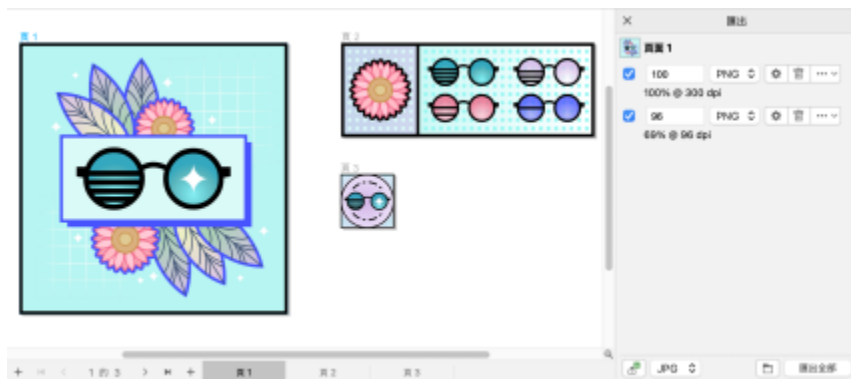 匯出
頁 1
頁 2
頁面 1
100 PNG
100% @ 300 dpi
96 PNG
69% @ 96 dpi
頁 3
1 的 3 頁 1 頁 2 頁 3
JPG 匯出全部